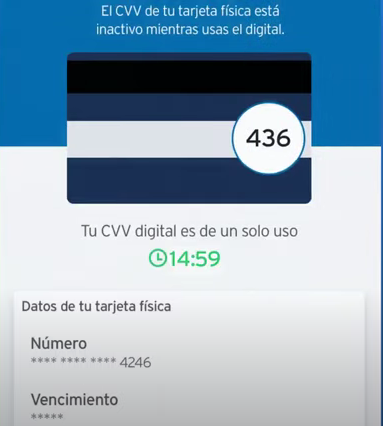 El CVV de tu tarjeta física está
inactivo mientras usas el digital.
436
Tu CVV digital es de un solo uso
14:59
Datos de tu tarjeta física
Número
**** **** **** 4246
Vencimiento
*****